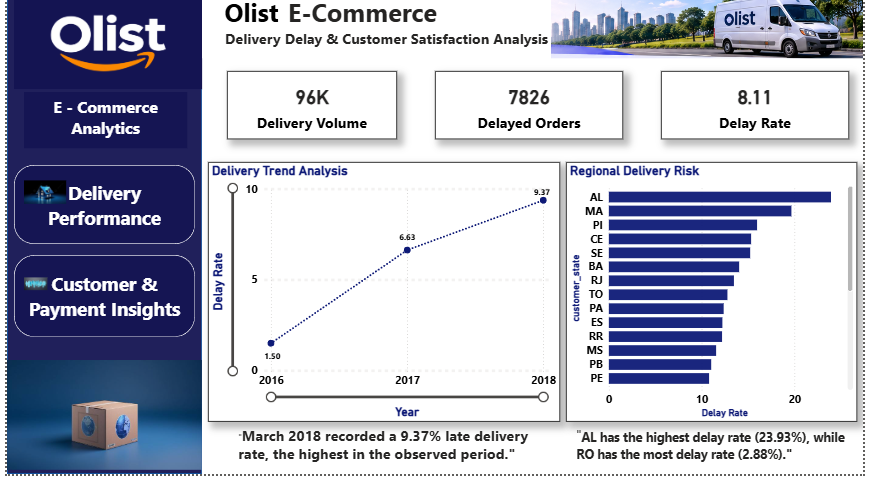 Olist
E - Commerce
Analytics
Delivery
Performance
Customer &
Payment Insights
Olist E-Commerce
Delivery Delay & Customer Satisfaction Analysis
olist
96K
Delivery Volume
7826
Delayed Orders
8.11
Delay Rate
Delivery Trend Analysis
10
5
0
Delay Rate
1.50
6.63
9.37
2016
2017
2018
Year
"March 2018 recorded a 9.37% late delivery
rate, the highest in the observed period."
Regional Delivery Risk
customer_state
AL
MA
PI
CE
SE
BA
RJ
TO
PA
ES
RR
MS
PB
PE
0
10
20
Delay Rate
"AL has the highest delay rate (23.93%), while
RO has the most delay rate (2.88%)."